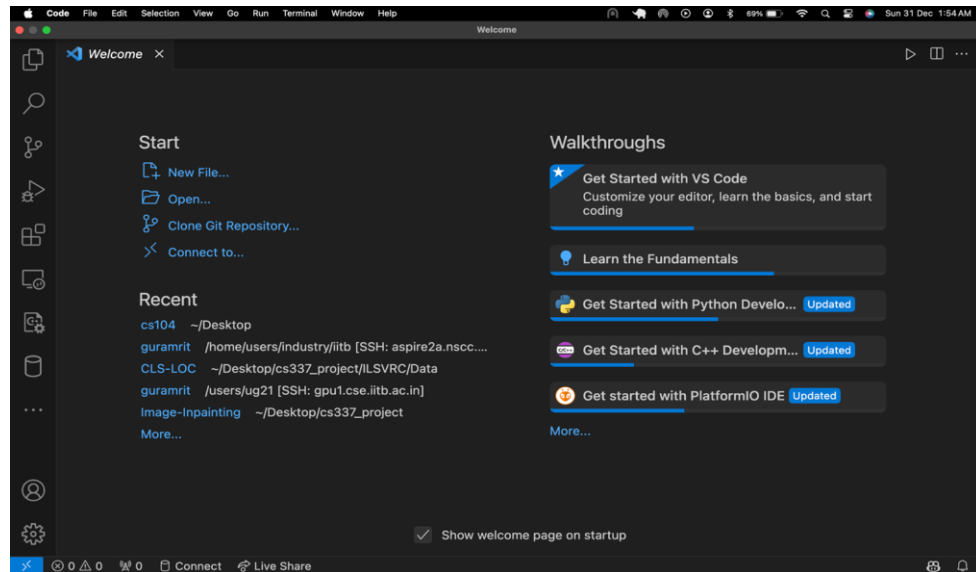 Code File Edit Selection View Go Run Terminal Window Help 69% Sun 31 Dec 1:54 AM
Welcome
Welcome
Start
New File...
Open...
Clone Git Repository...
Connect to...
Recent
cs104 ~/Desktop
guramrit /home/users/industry/iitb [SSH: aspire2a.nscc....
CLS-LOC ~/Desktop/cs337_project/ILSVRC/Data
guramrit /users/ug21 [SSH: gpu1.cse.iitb.ac.in]
Image-Inpainting ~/Desktop/cs337_project
More...
Walkthroughs
Get Started with VS Code
Customize your editor, learn the basics, and start
coding
Learn the Fundamentals
Get Started with Python Develo... Updated
Get Started with C++ Developm... Updated
Get started with PlatformIO IDE Updated
More...
Show welcome page on startup
0 0 0 Connect Live Share